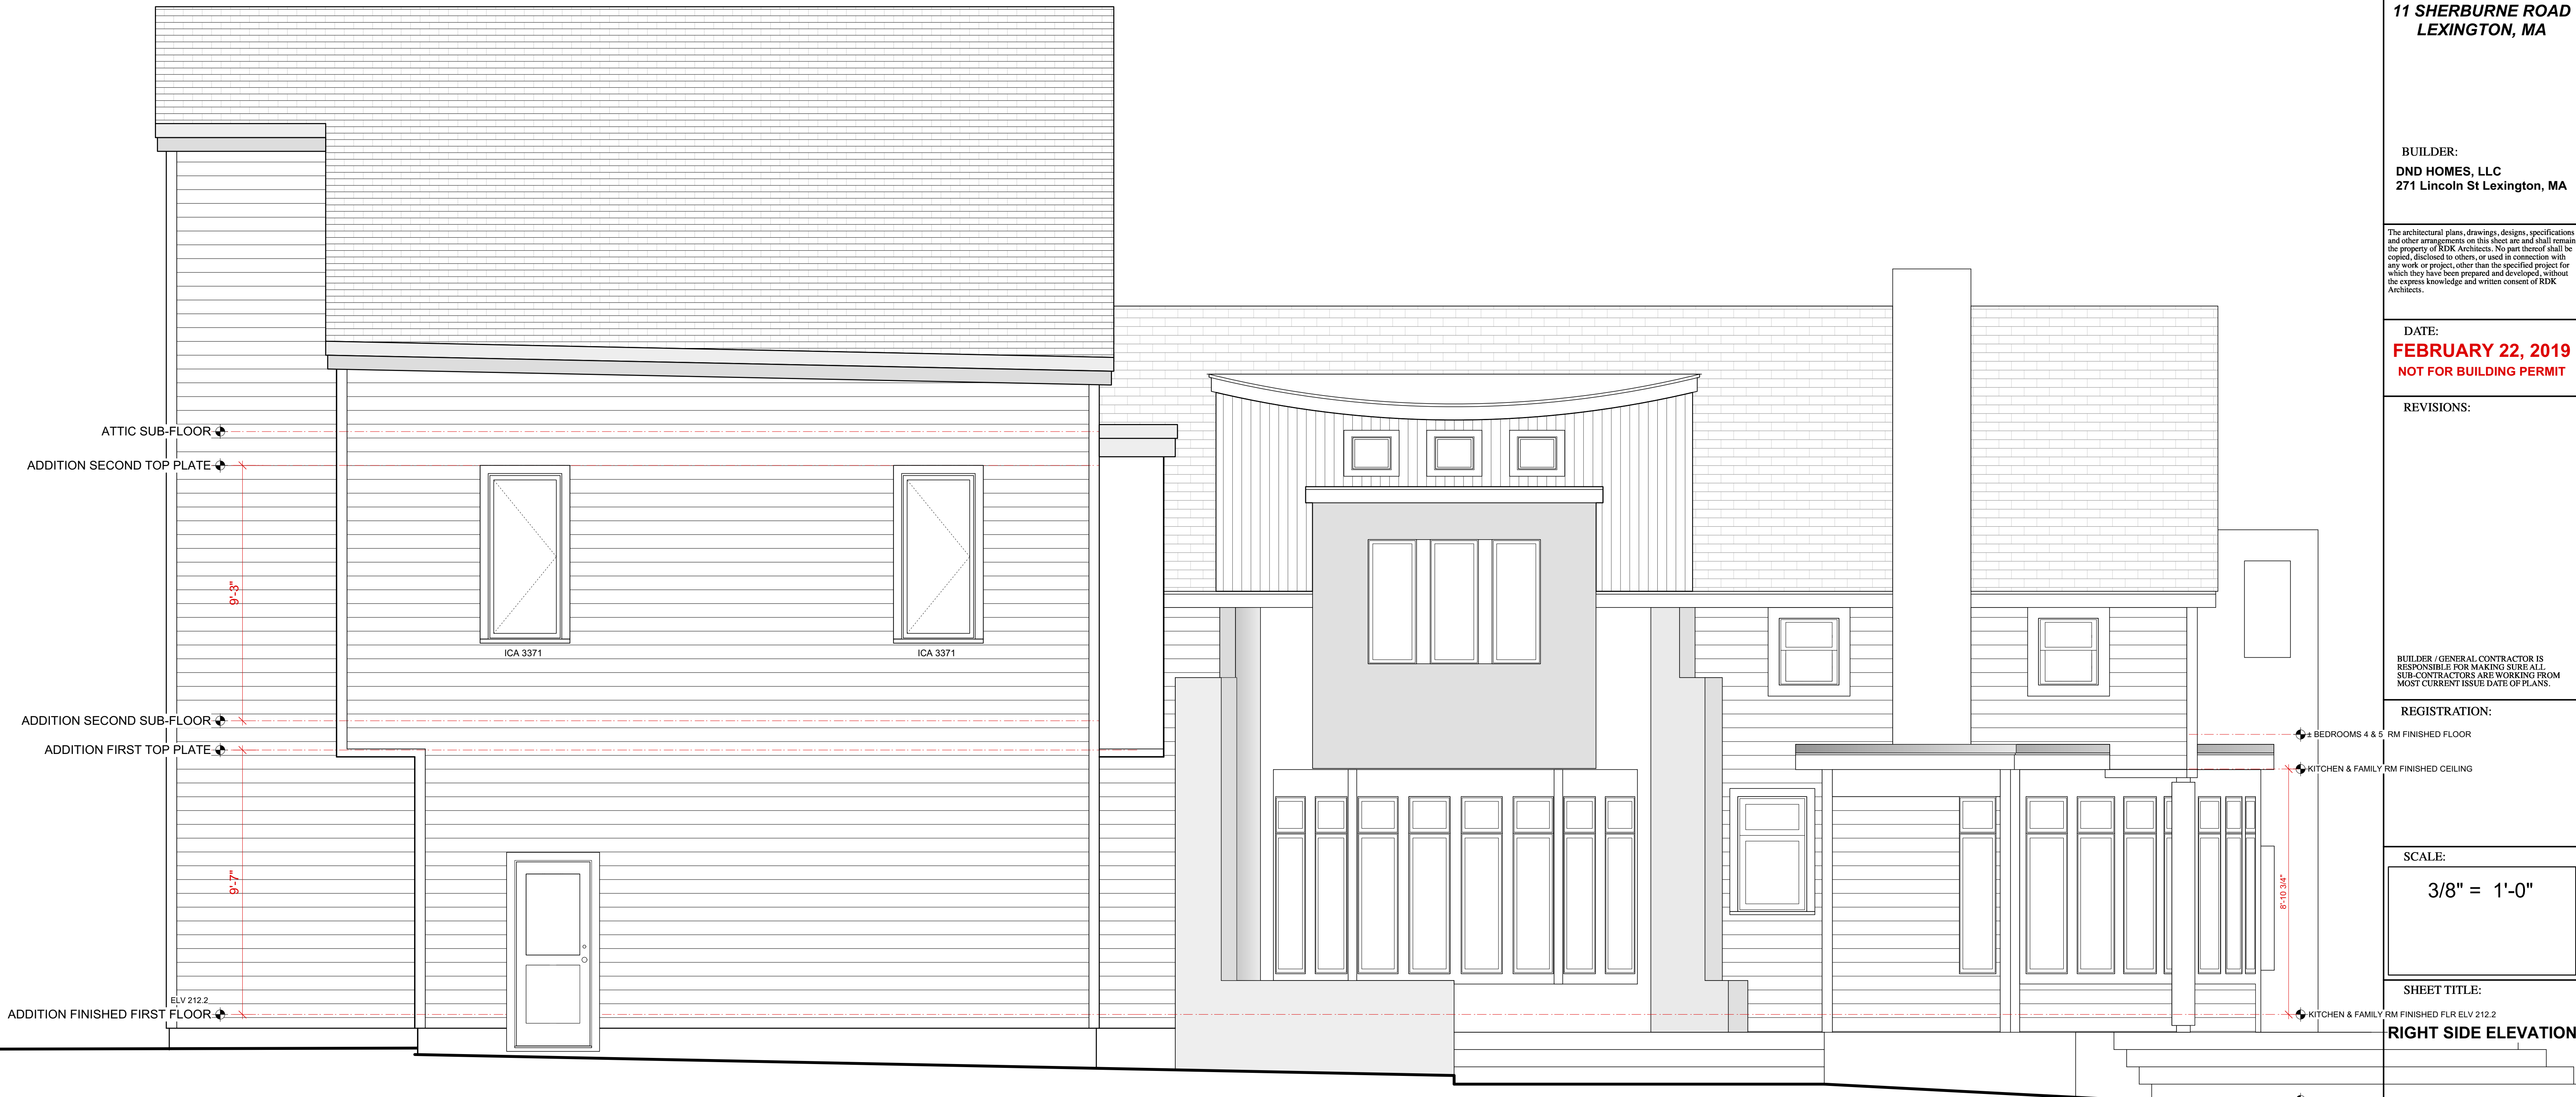 ATTIC SUB-FLOOR
ADDITION SECOND TOP PLATE
9'-3"
ICA 3371
ICA 3371
ADDITION SECOND SUB-FLOOR
ADDITION FIRST TOP PLATE
9'-7"
ELV 212.2
ADDITION FINISHED FIRST FLOOR
± BEDROOMS 4 & 5 RM FINISHED FLOOR
KITCHEN & FAMILY RM FINISHED CEILING
8'-10 3/4"
KITCHEN & FAMILY RM FINISHED FLR ELV 212.2
11 SHERBURNE ROAD
LEXINGTON, MA
BUILDER:
DND HOMES, LLC
271 Lincoln St Lexington, MA
The architectural plans, drawings, designs, specifications
and other arrangements on this sheet are and shall remain
the property of RDK Architects. No part thereof shall be
copied, disclosed to others, or used in connection with
any work or project, other than the specified project for
which they have been prepared and developed, without
the express knowledge and written consent of RDK
Architects.
DATE:
FEBRUARY 22, 2019
NOT FOR BUILDING PERMIT
REVISIONS:
BUILDER / GENERAL CONTRACTOR IS
RESPONSIBLE FOR MAKING SURE ALL
SUB-CONTRACTORS ARE WORKING FROM
MOST CURRENT ISSUE DATE OF PLANS.
REGISTRATION:
SCALE:
3/8" = 1'-0"
SHEET TITLE:
RIGHT SIDE ELEVATION